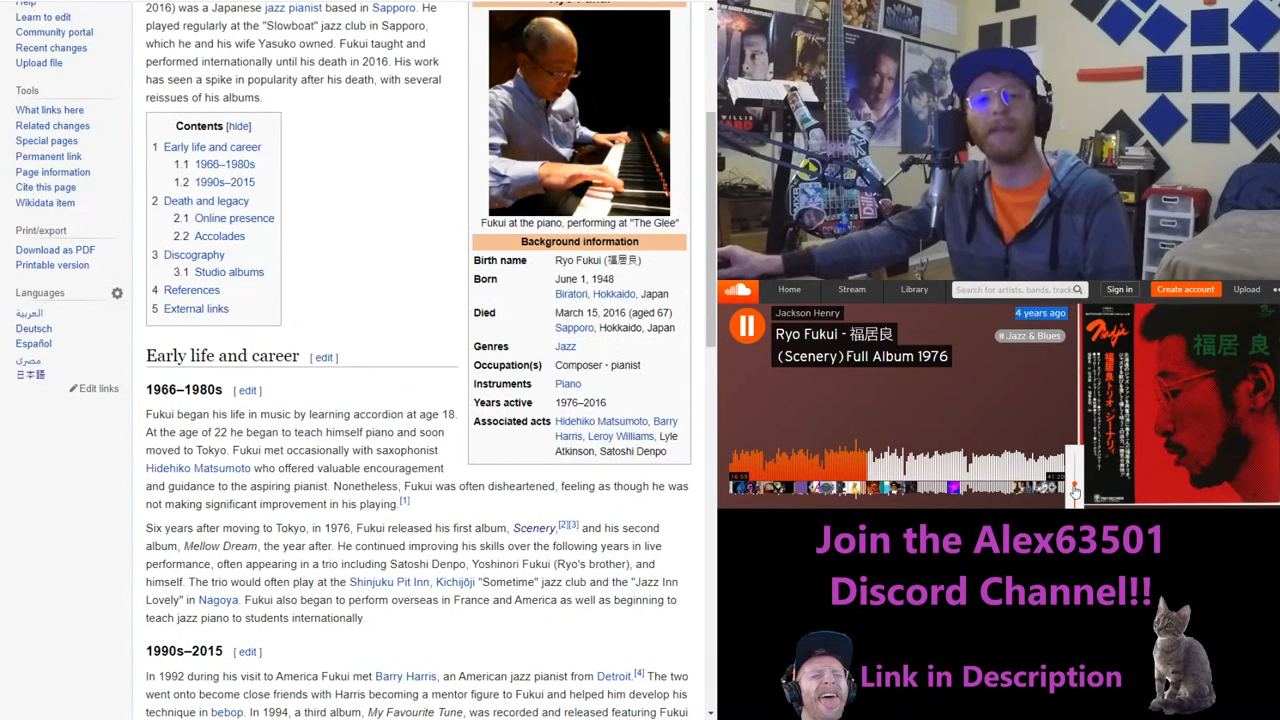 Help
Learn to edit
Community portal
Recent changes
Upload file
Tools
What links here
Related changes
Special pages
Permanent link
Page information
Cite this page
Wikidata item
Print/export
Download as PDF
Printable version
Languages
العربية
Deutsch
Español
مصرى
日本語
Edit links
2016) was a Japanese jazz pianist based in Sapporo. He
played regularly at the "Slowboat" jazz club in Sapporo,
which he and his wife Yasuko owned. Fukui taught and
performed internationally until his death in 2016. His work
has seen a spike in popularity after his death, with several
reissues of his albums.
Contents [hide]
1 Early life and career
1.1 1966–1980s
1.2 1990s–2015
2 Death and legacy
2.1 Online presence
2.2 Accolades
3 Discography
3.1 Studio albums
4 References
5 External links
Early life and career [ edit ]
1966–1980s [ edit ]
Fukui began his life in music by learning accordion at age 18.
At the age of 22 he began to teach himself piano and soon
moved to Tokyo. Fukui met occasionally with saxophonist
Hidehiko Matsumoto who offered valuable encouragement
and guidance to the aspiring pianist. Nonetheless, Fukui was often disheartened, feeling as though he was
not making significant improvement in his playing.[1]
Six years after moving to Tokyo, in 1976, Fukui released his first album, Scenery,[2][3] and his second
album, Mellow Dream, the year after. He continued improving his skills over the following years in live
performance, often appearing in a trio including Satoshi Denpo, Yoshinori Fukui (Ryo's brother), and
himself. The trio would often play at the Shinjuku Pit Inn, Kichijōji "Sometime" jazz club and the "Jazz Inn
Lovely" in Nagoya. Fukui also began to perform overseas in France and America as well as beginning to
teach jazz piano to students internationally.
1990s–2015 [ edit ]
In 1992 during his visit to America Fukui met Barry Harris, an American jazz pianist from Detroit.[4] The two
went onto become close friends with Harris becoming a mentor figure to Fukui and helped him develop his
technique in bebop. In 1994, a third album, My Favourite Tune, was recorded and released featuring Fukui
Fukui at the piano, performing at "The Glee"
Background information
Birth name Ryo Fukui (福居良)
Born June 1, 1948
Biratori, Hokkaido, Japan
Died March 15, 2016 (aged 67)
Sapporo, Hokkaido, Japan
Genres Jazz
Occupation(s) Composer · pianist
Instruments Piano
Years active 1976–2016
Associated acts Hidehiko Matsumoto, Barry
Harris, Leroy Williams, Lyle
Atkinson, Satoshi Denpo
Home Stream Library Search for artists, bands, tracks Sign in Create account Upload
Jackson Henry
4 years ago
Ryo Fukui - 福居良
(Scenery)Full Album 1976
# Jazz & Blues
16:59
41:20
福居 良
福居良トリオ・シーナリィ
Join the Alex63501
Discord Channel!!
Link in Description